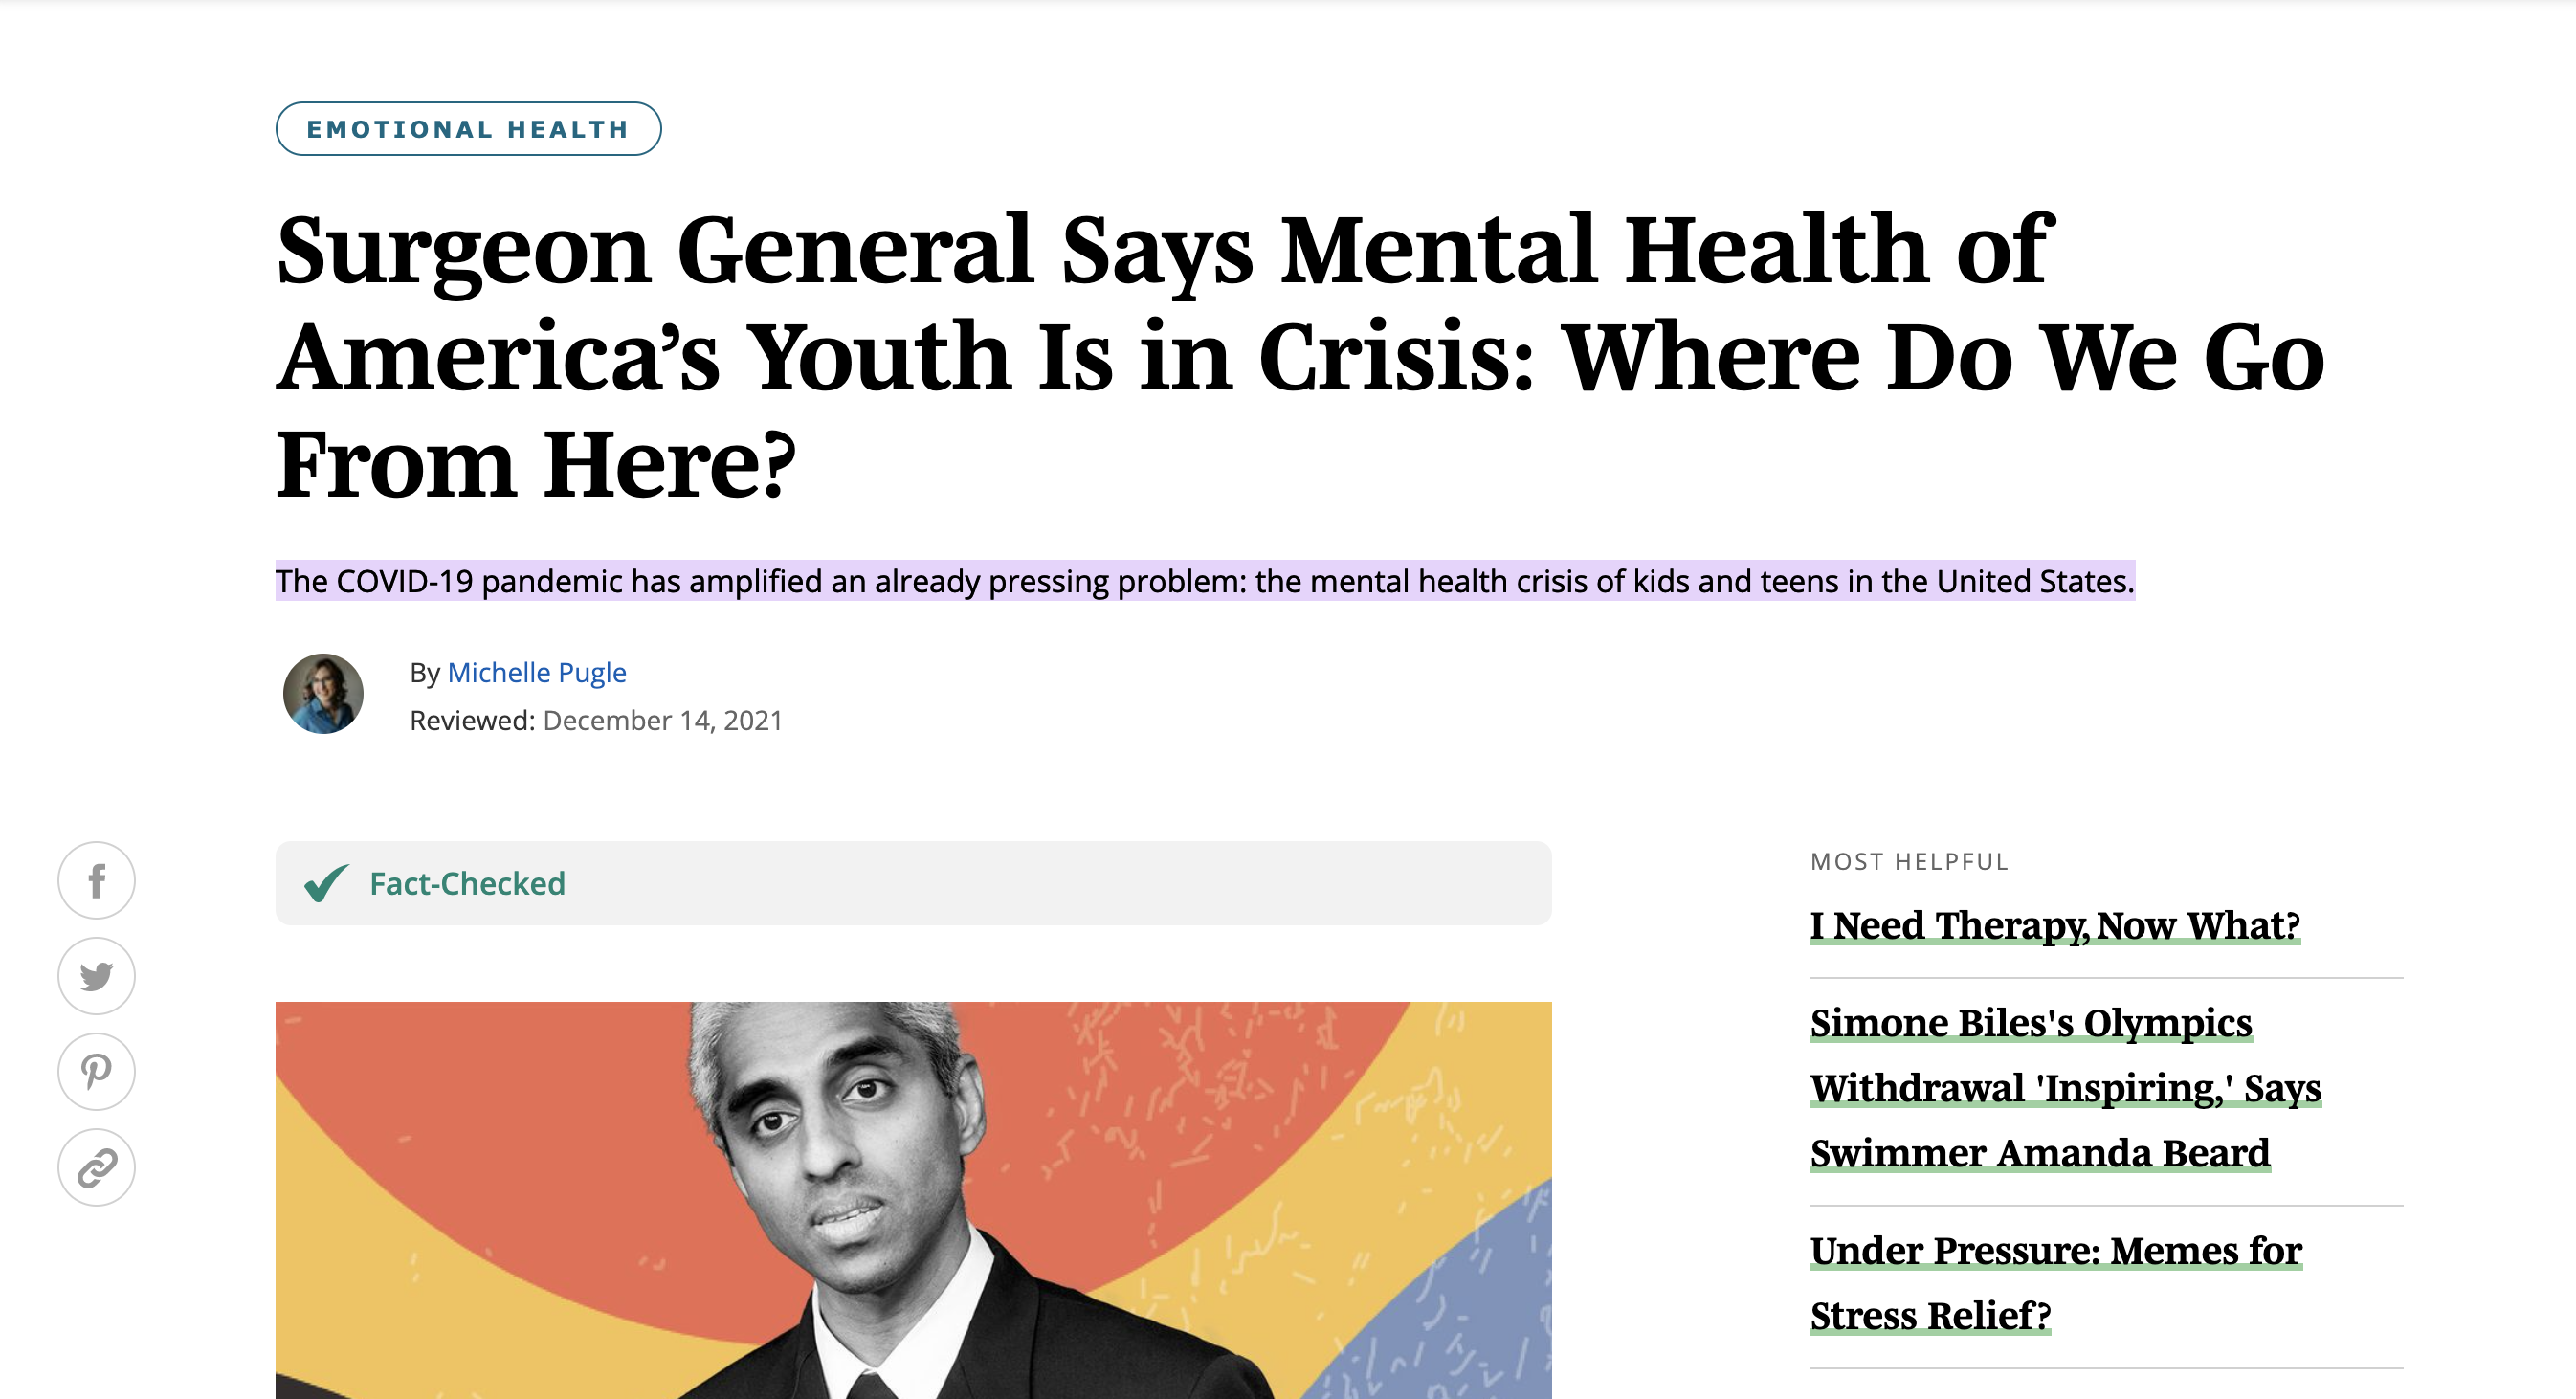 EMOTIONAL HEALTH
Surgeon General Says Mental Health of
America’s Youth Is in Crisis: Where Do We Go
From Here?
The COVID-19 pandemic has amplified an already pressing problem: the mental health crisis of kids and teens in the United States.
By Michelle Pugle
Reviewed: December 14, 2021
Fact-Checked
MOST HELPFUL
I Need Therapy, Now What?
Simone Biles's Olympics
Withdrawal 'Inspiring,' Says
Swimmer Amanda Beard
Under Pressure: Memes for
Stress Relief?